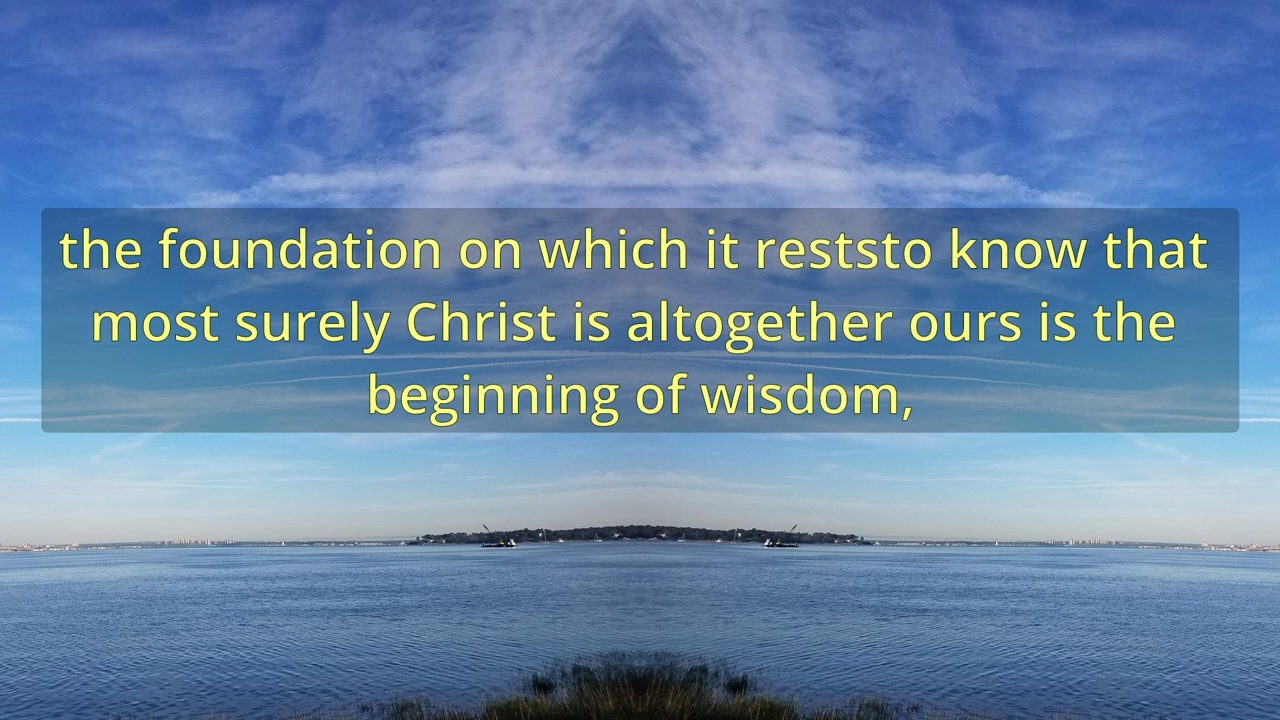 the foundation on which it reststo know that
most surely Christ is altogether ours is the
beginning of wisdom,